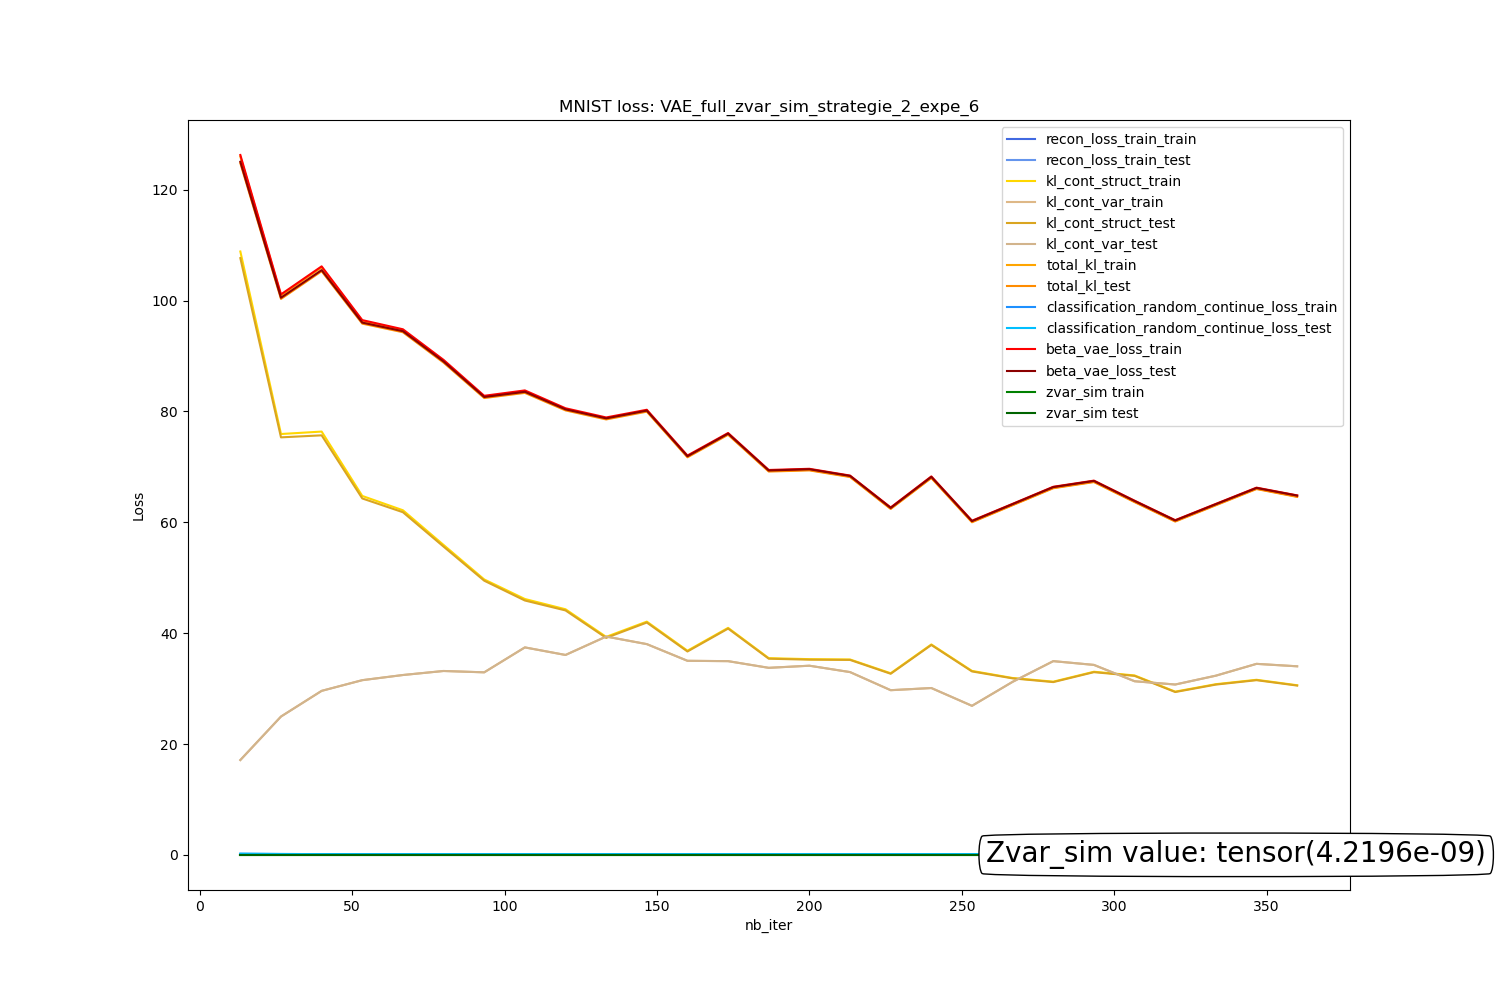 MNIST loss: VAE_full_zvar_sim_strategie_2_expe_6
recon_loss_train_train
recon_loss_train_test
kl_cont_struct_train
kl_cont_var_train
kl_cont_struct_test
kl_cont_var_test
total_kl_train
total_kl_test
classification_random_continue_loss_train
classification_random_continue_loss_test
beta_vae_loss_train
beta_vae_loss_test
zvar_sim train
zvar_sim test
120
100
80
60
40
20
0
Loss
Zvar_sim value: tensor(4.2196e-09)
0 50 100 150 200 250 300 350
nb_iter